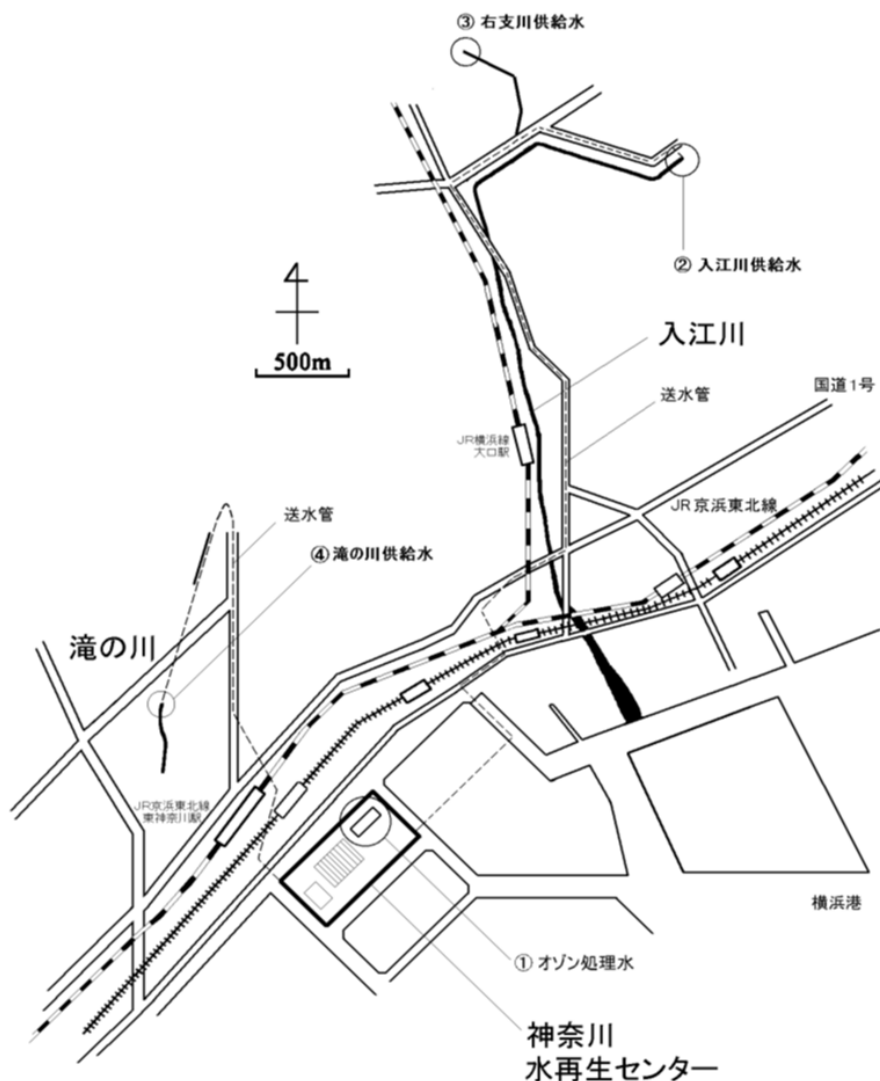 ③ 右支川供給水
② 入江川供給水
500m
入江川
国道1号
送水管
JR横浜線
大口駅
JR京浜東北線
送水管
④ 滝の川供給水
滝の川
JR京浜東北線
東神奈川駅
横浜港
① オゾン処理水
神奈川
水再生センター